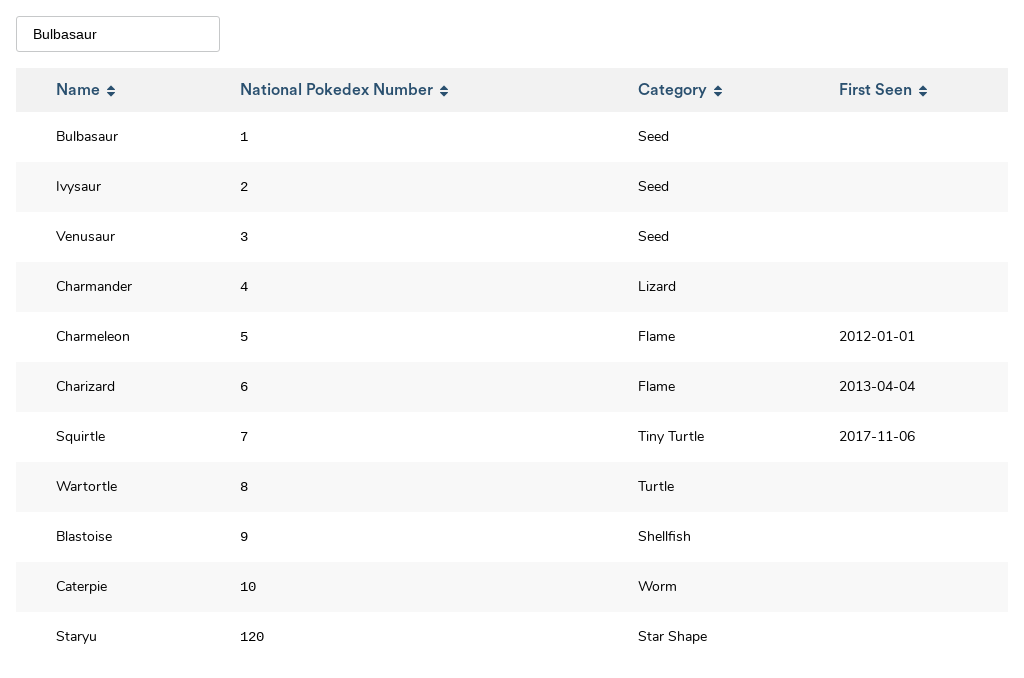 Bulbasaur
Name National Pokedex Number Category First Seen
Bulbasaur 1 Seed
Ivysaur 2 Seed
Venusaur 3 Seed
Charmander 4 Lizard
Charmeleon 5 Flame 2012-01-01
Charizard 6 Flame 2013-04-04
Squirtle 7 Tiny Turtle 2017-11-06
Wartortle 8 Turtle
Blastoise 9 Shellfish
Caterpie 10 Worm
Staryu 120 Star Shape